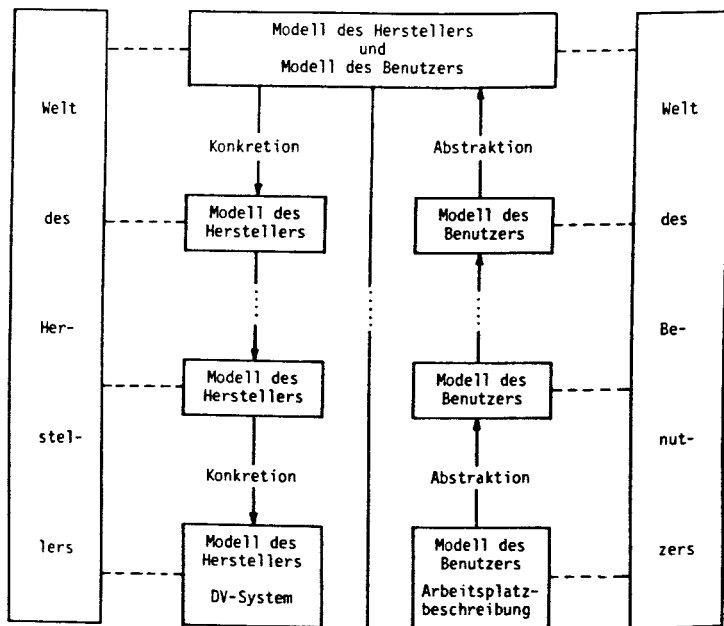 Modell des Herstellers
und
Modell des Benutzers
Welt
des
Her-
stel-
lers
Konkretion
Modell des
Herstellers
Modell des
Herstellers
Konkretion
Modell des
Herstellers
DV-System
Abstraktion
Modell des
Benutzers
Modell des
Benutzers
Abstraktion
Modell des
Benutzers
Arbeitsplatz-
beschreibung
Welt
des
Be-
nut-
zers